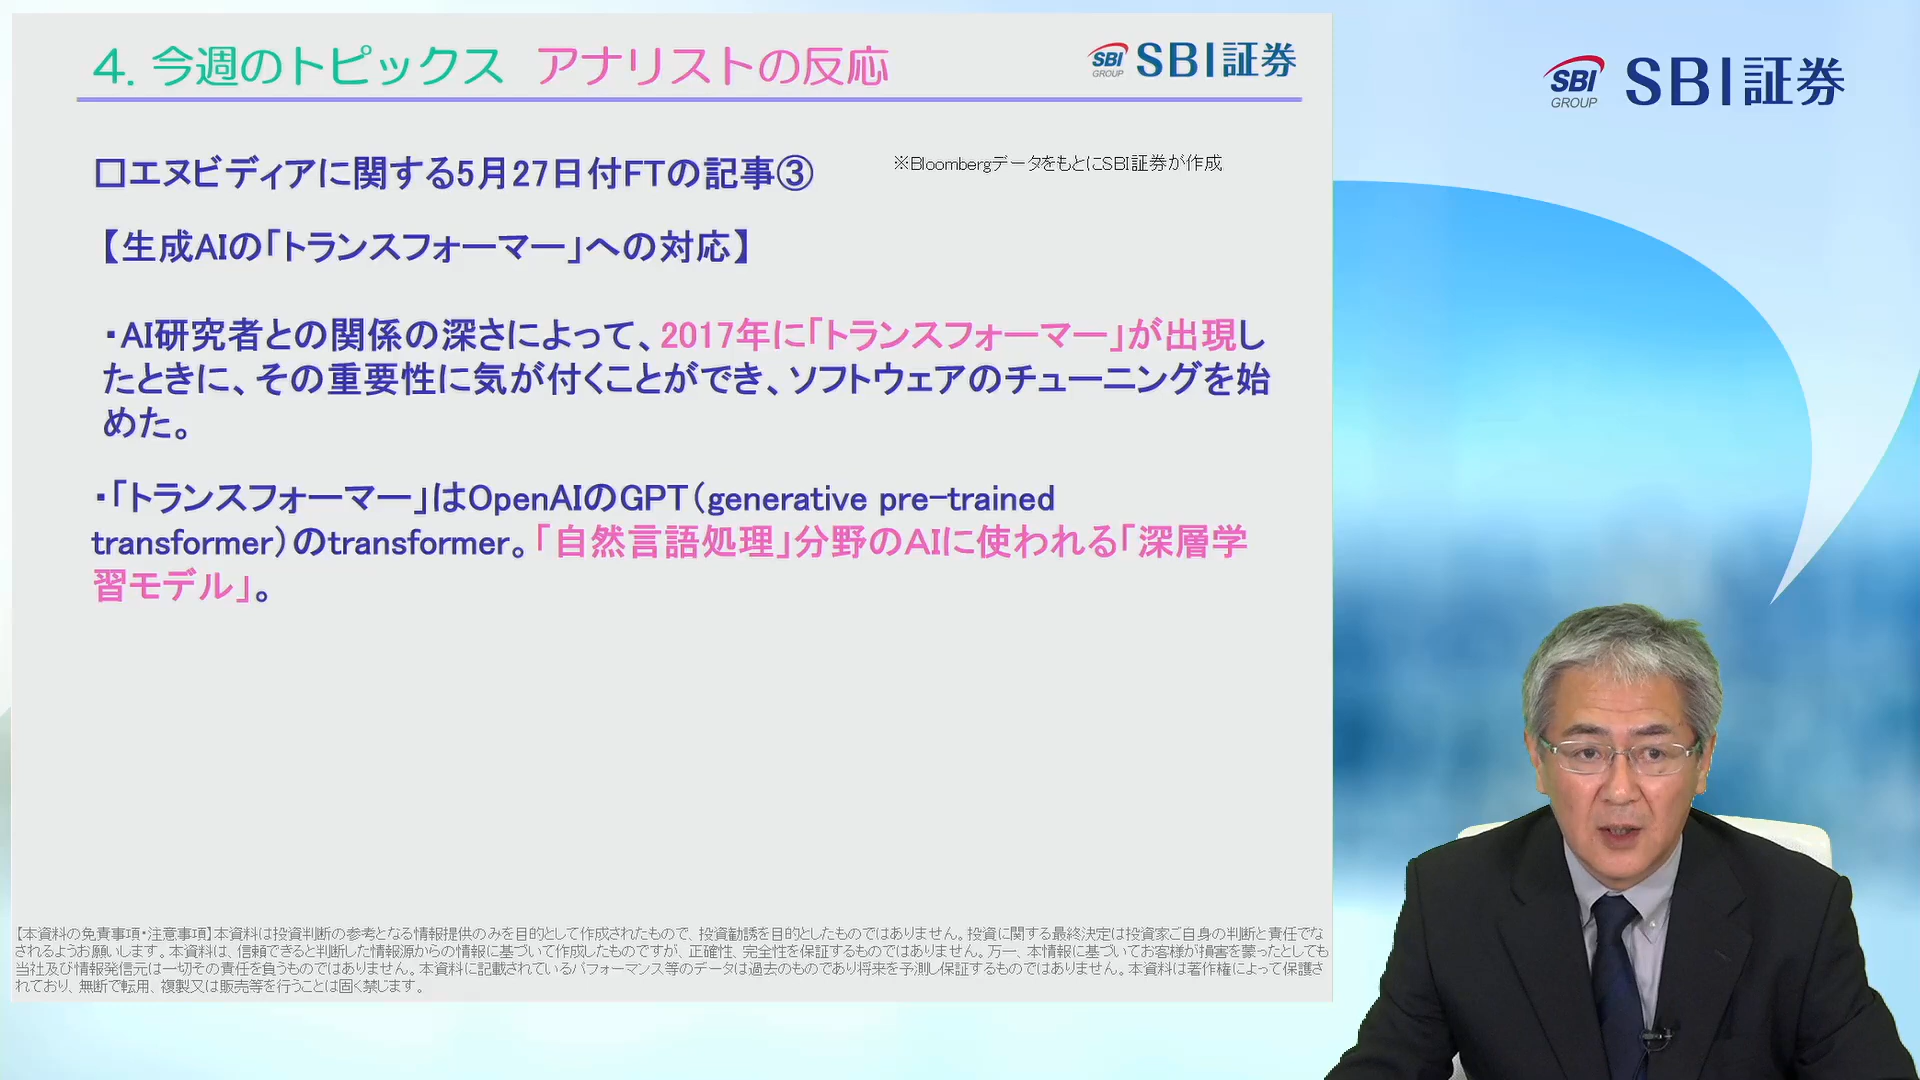 4. 今週のトピックス アナリストの反応
SBI GROUP SBI証券
SBI GROUP SBI証券
□エヌビディアに関する5月27日付FTの記事③
※BloombergデータをもとにSBI証券が作成
【生成AIの「トランスフォーマー」への対応】
・AI研究者との関係の深さによって、2017年に「トランスフォーマー」が出現し
たときに、その重要性に気が付くことができ、ソフトウェアのチューニングを始
めた。
・「トランスフォーマー」はOpenAIのGPT（generative pre-trained
transformer）のtransformer。「自然言語処理」分野のAIに使われる「深層学
習モデル」。
【本資料の免責事項・注意事項】本資料は投資判断の参考となる情報提供のみを目的として作成されたもので、投資勧誘を目的としたものではありません。投資に関する最終決定は投資家ご自身の判断と責任でな
されるようお願いします。本資料は、信頼できると判断した情報源からの情報に基づいて作成したものですが、正確性、完全性を保証するものではありません。万一、本情報に基づいてお客様が損害を蒙ったとしても
当社及び情報発信元は一切その責任を負うものではありません。本資料に記載されているパフォーマンス等のデータは過去のものであり将来を予測し保証するものではありません。本資料は著作権によって保護さ
れており、無断で転用、複製又は販売等を行うことは固く禁じます。